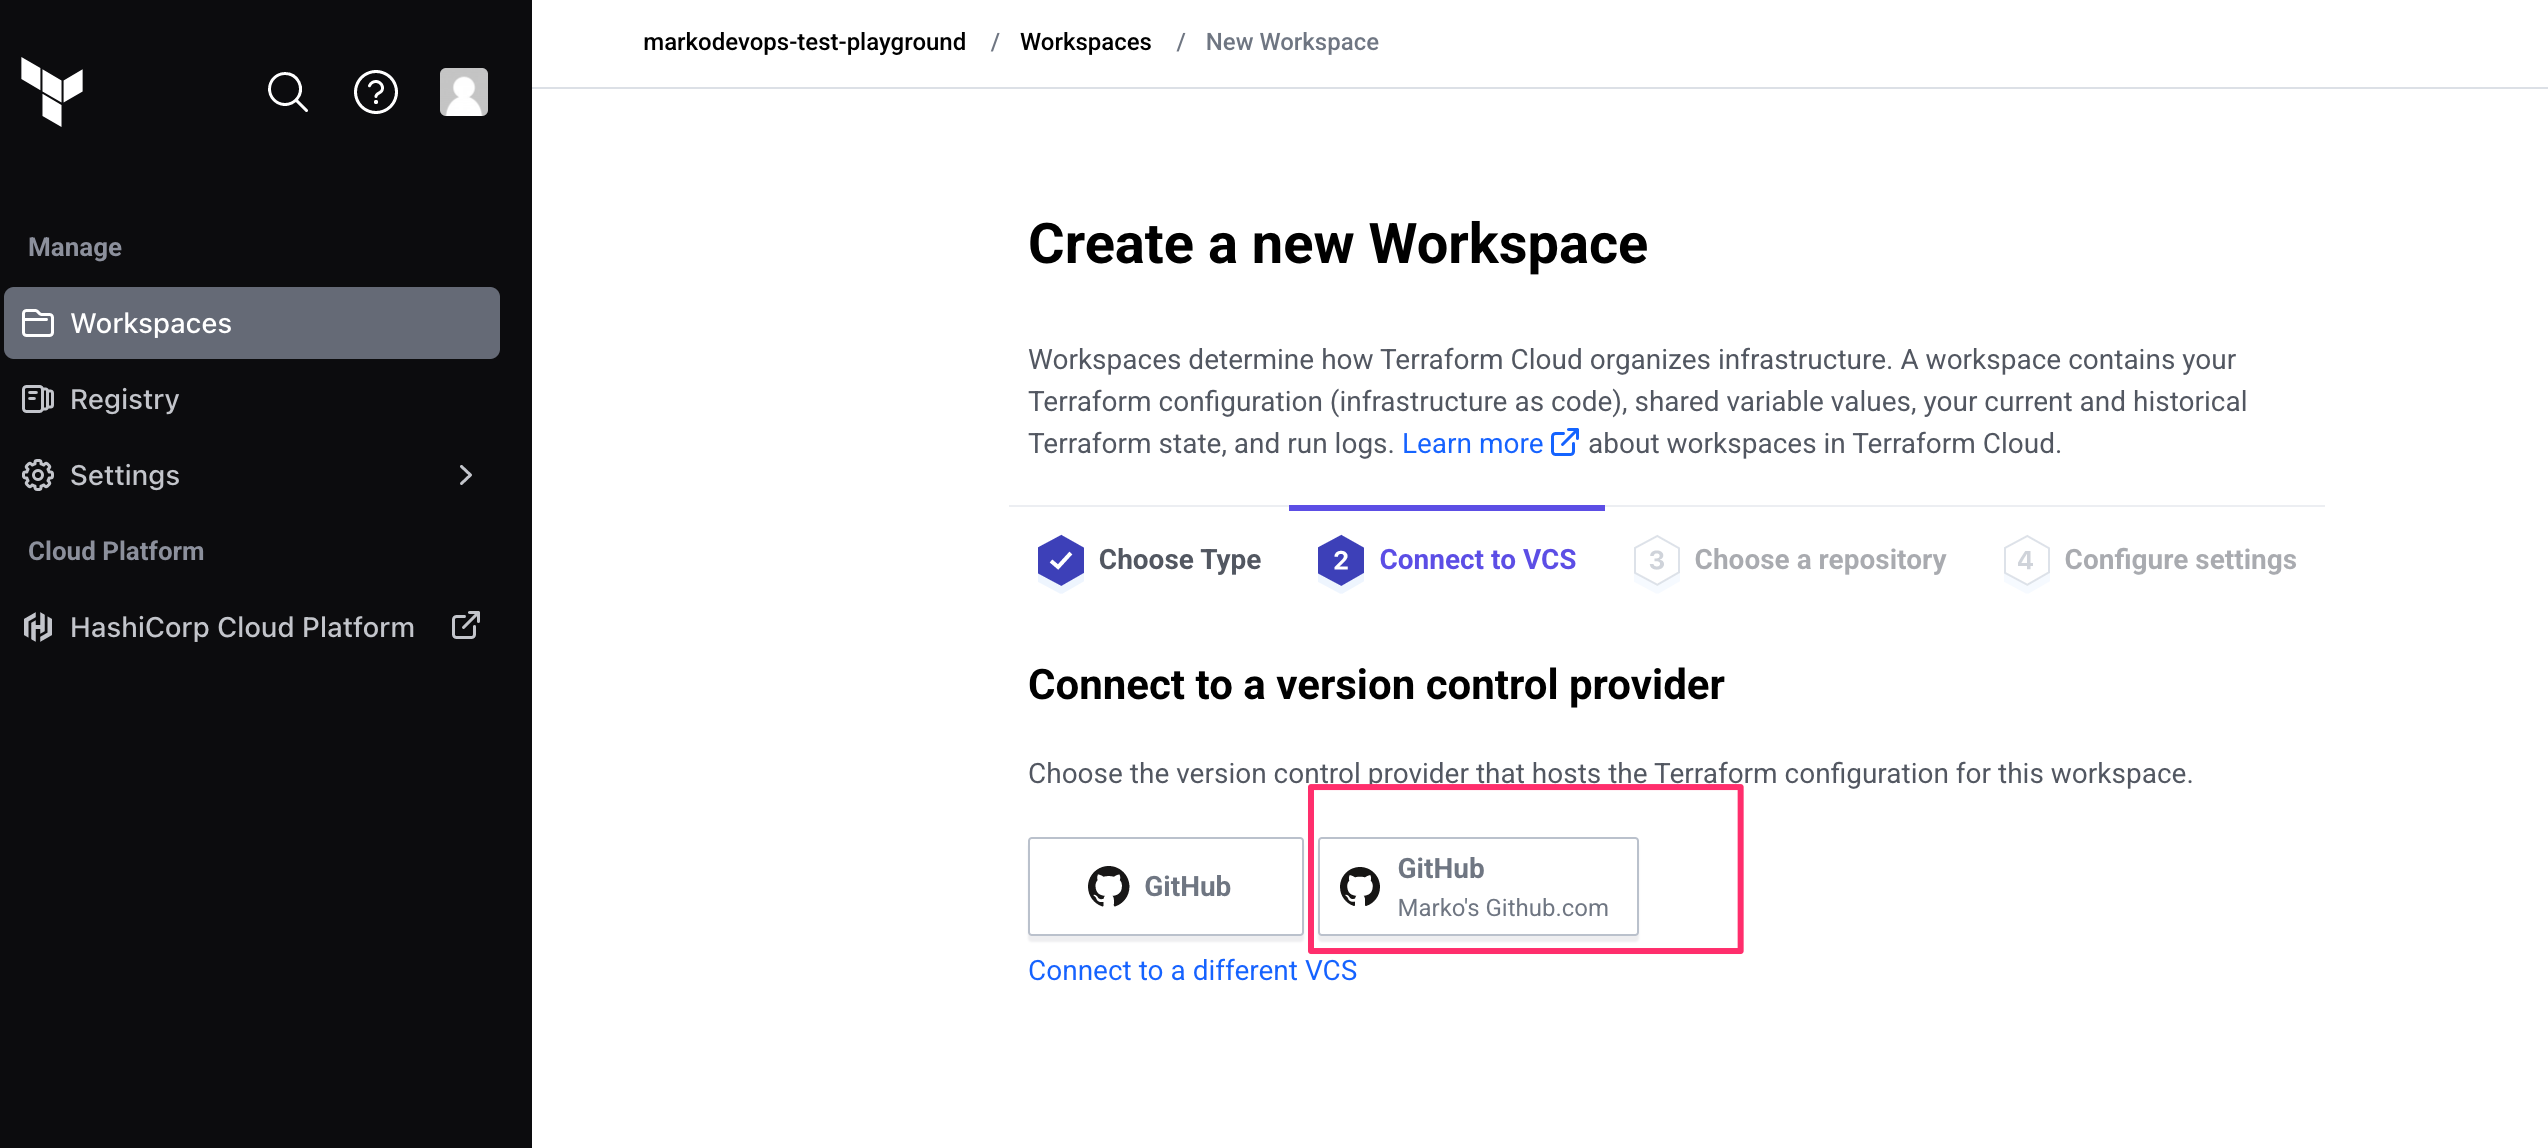 markodevops-test-playground / Workspaces / New Workspace
Manage
Workspaces
Registry
Settings
Cloud Platform
HashiCorp Cloud Platform
Create a new Workspace
Workspaces determine how Terraform Cloud organizes infrastructure. A workspace contains your
Terraform configuration (infrastructure as code), shared variable values, your current and historical
Terraform state, and run logs. Learn more about workspaces in Terraform Cloud.
Choose Type 2 Connect to VCS 3 Choose a repository 4 Configure settings
Connect to a version control provider
Choose the version control provider that hosts the Terraform configuration for this workspace.
GitHub
GitHub
Marko's Github.com
Connect to a different VCS